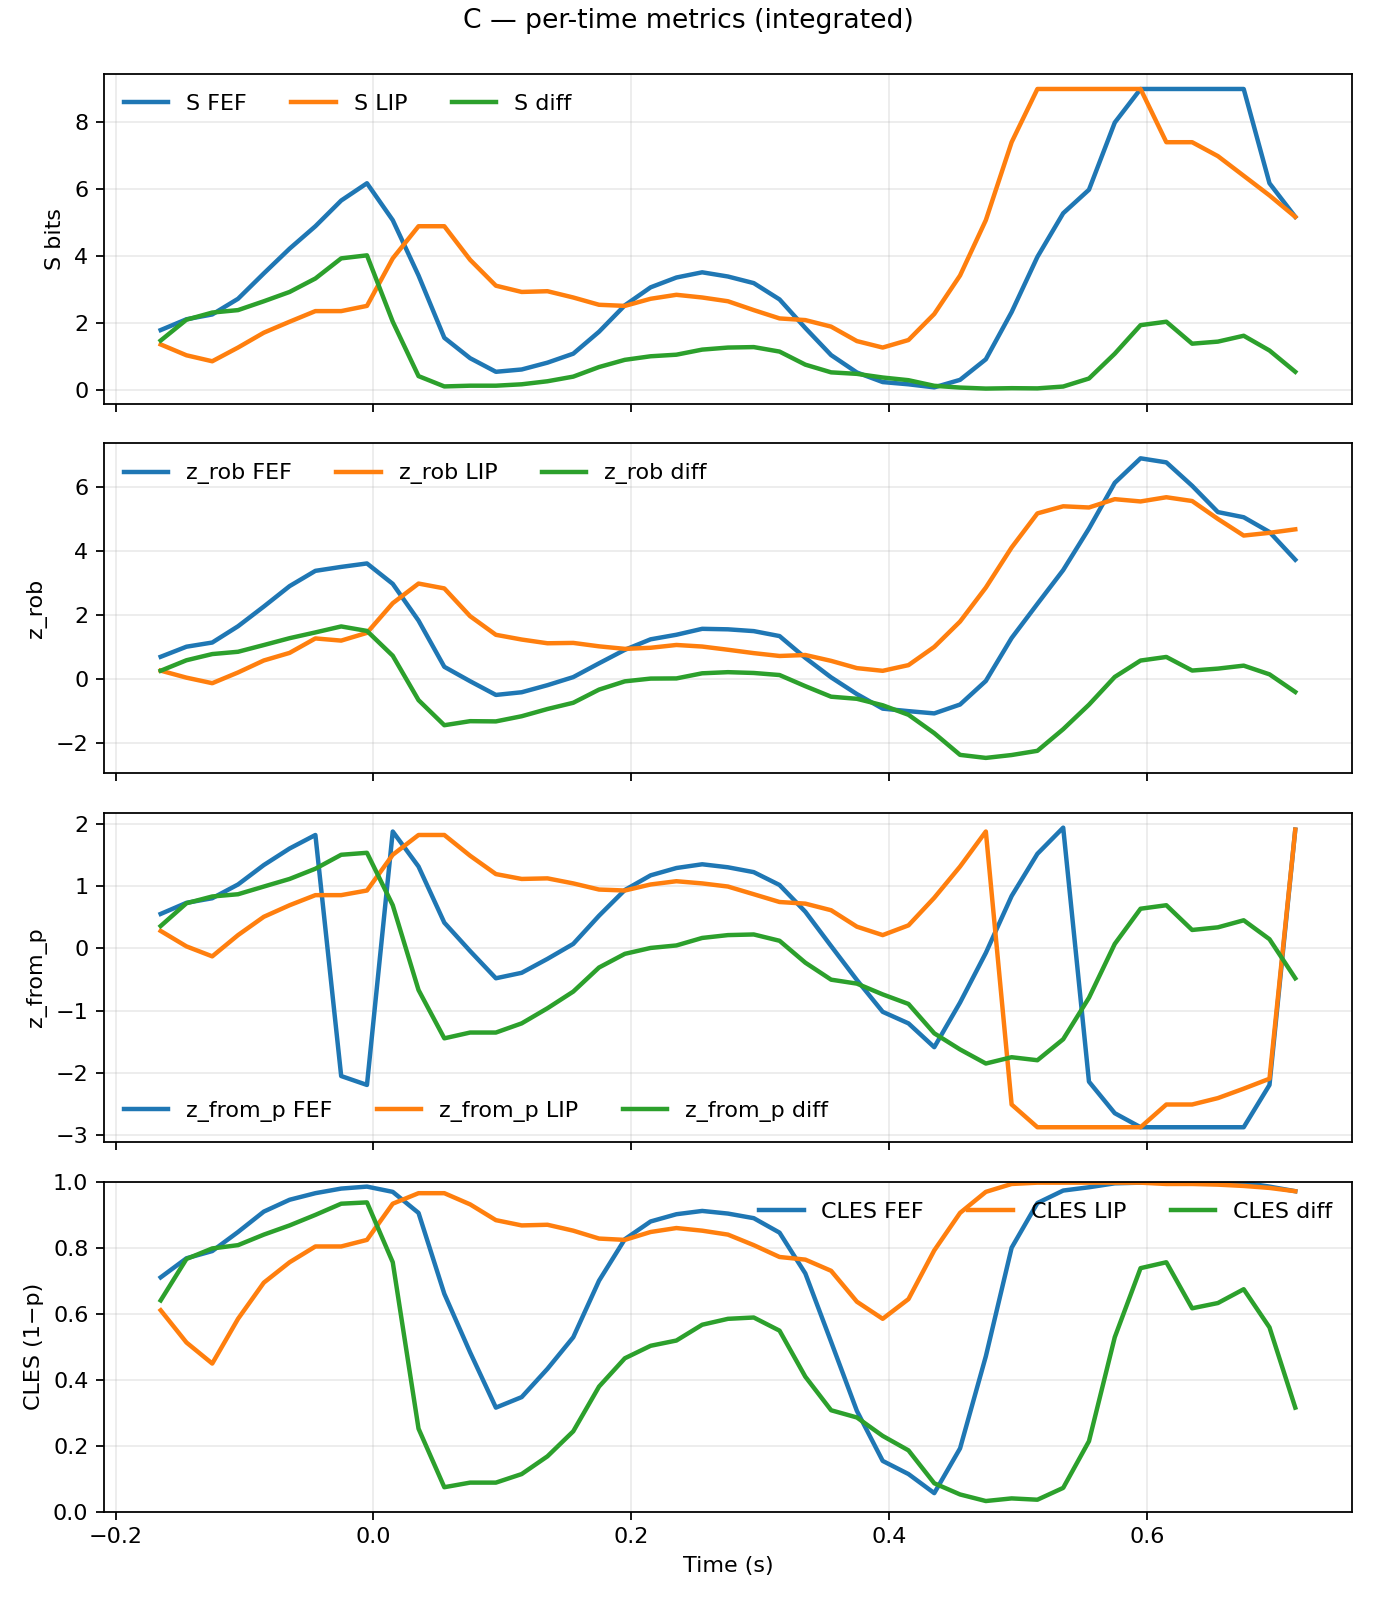 C — per-time metrics (integrated)
S FEF S LIP S diff
8
6
4
2
0
S bits
z_rob FEF z_rob LIP z_rob diff
6
4
2
0
−2
z_rob
2
1
0
−1
−2
−3
z_from_p
z_from_p FEF z_from_p LIP z_from_p diff
CLES FEF CLES LIP CLES diff
1.0
0.8
0.6
0.4
0.2
0.0
CLES (1−p)
−0.2 0.0 0.2 0.4 0.6
Time (s)